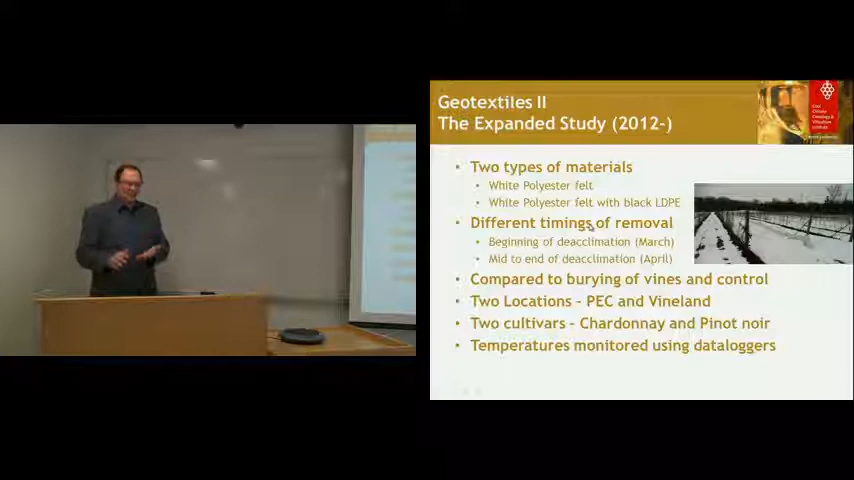 Geotextiles II
The Expanded Study (2012-)
• Two types of materials
• White Polyester felt
• White Polyester felt with black LDPE
• Different timings of removal
• Beginning of deacclimation (March)
• Mid to end of deacclimation (April)
• Compared to burying of vines and control
• Two Locations – PEC and Vineland
• Two cultivars – Chardonnay and Pinot noir
• Temperatures monitored using dataloggers